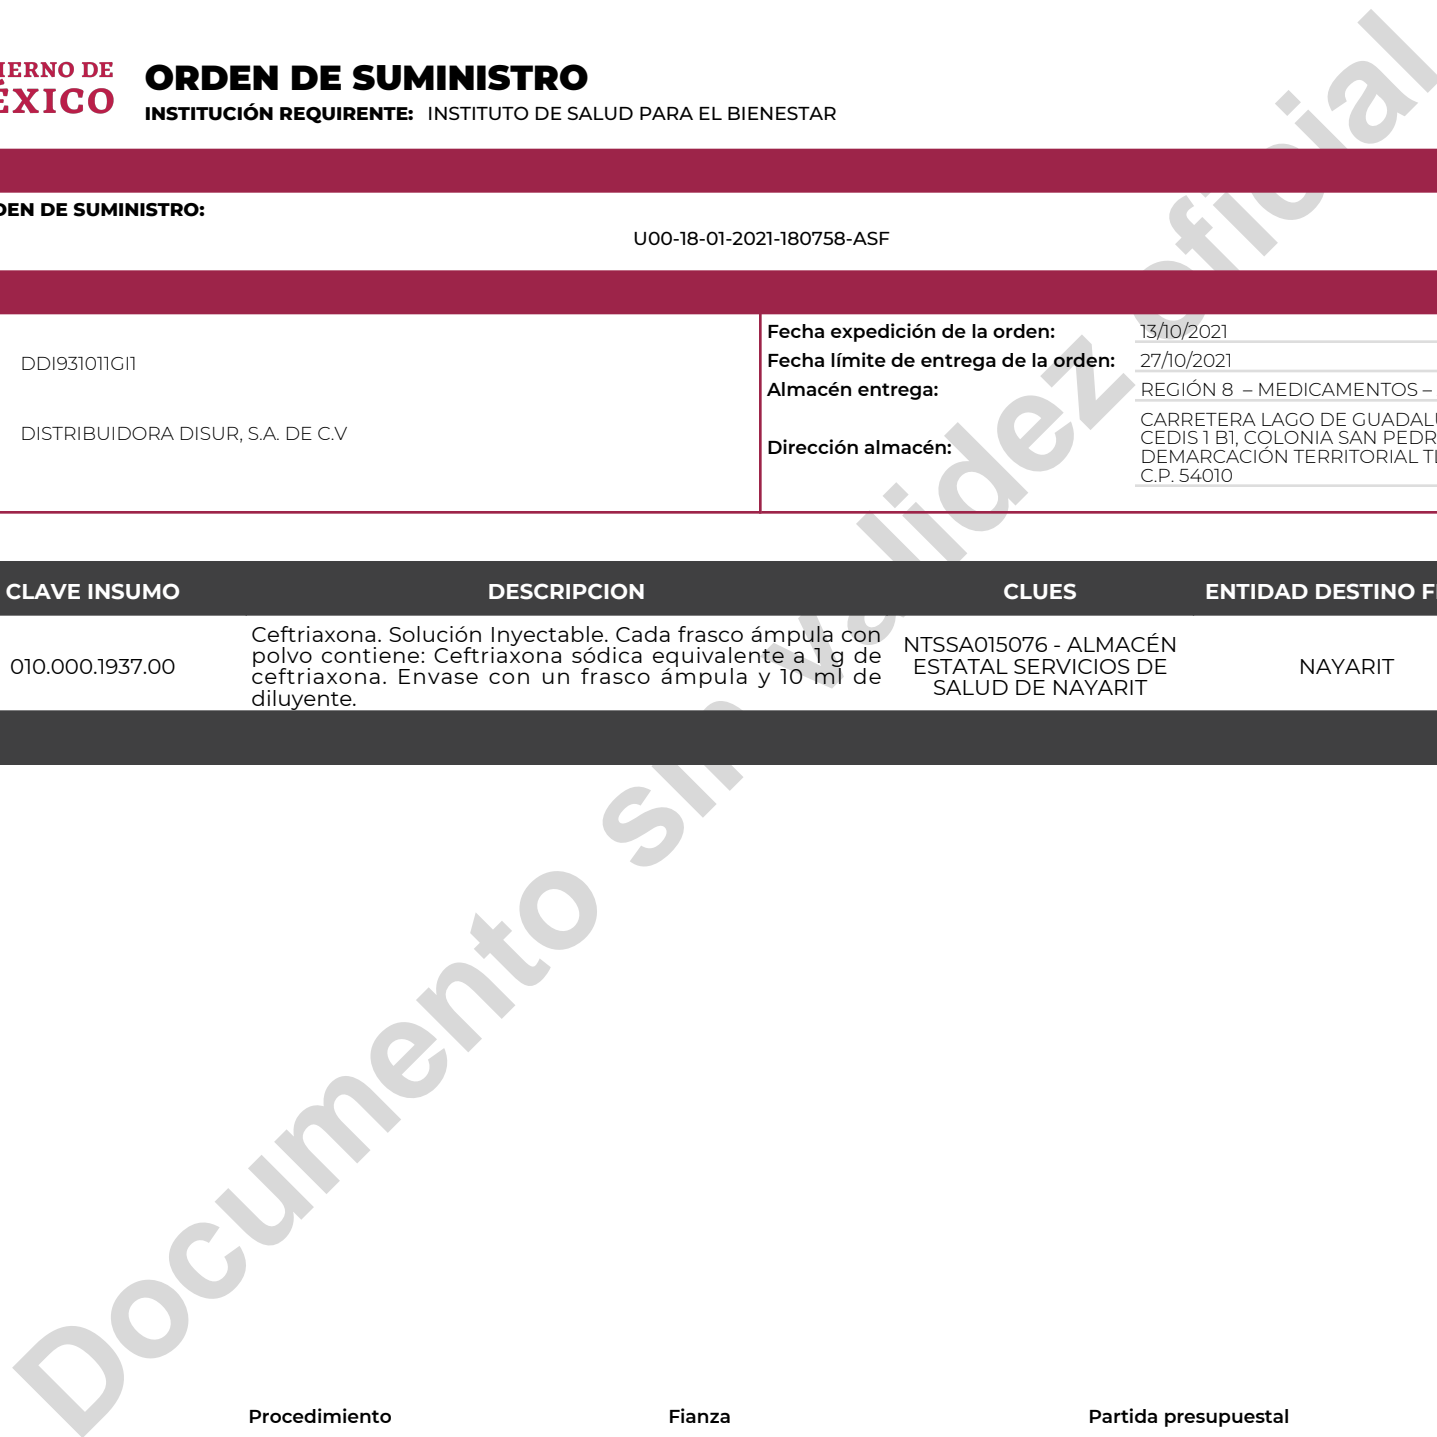 IERNO DE
ÉXICO
ORDEN DE SUMINISTRO
INSTITUCIÓN REQUIRENTE: INSTITUTO DE SALUD PARA EL BIENESTAR
DEN DE SUMINISTRO:
U00-18-01-2021-180758-ASF
DDI931011GI1
DISTRIBUIDORA DISUR, S.A. DE C.V
Fecha expedición de la orden: 13/10/2021
Fecha límite de entrega de la orden: 27/10/2021
Almacén entrega: REGIÓN 8 – MEDICAMENTOS –
Dirección almacén:
CARRETERA LAGO DE GUADALU
CEDIS 1 B1, COLONIA SAN PEDR
DEMARCACIÓN TERRITORIAL TL
C.P. 54010
CLAVE INSUMO DESCRIPCION CLUES ENTIDAD DESTINO FI
010.000.1937.00
Ceftriaxona. Solución Inyectable. Cada frasco ámpula con
polvo contiene: Ceftriaxona sódica equivalente a 1 g de
ceftriaxona. Envase con un frasco ámpula y 10 ml de
diluyente.
NTSSA015076 - ALMACÉN
ESTATAL SERVICIOS DE
SALUD DE NAYARIT
NAYARIT
Procedimiento Fianza Partida presupuestal
Documento sin validez oficial